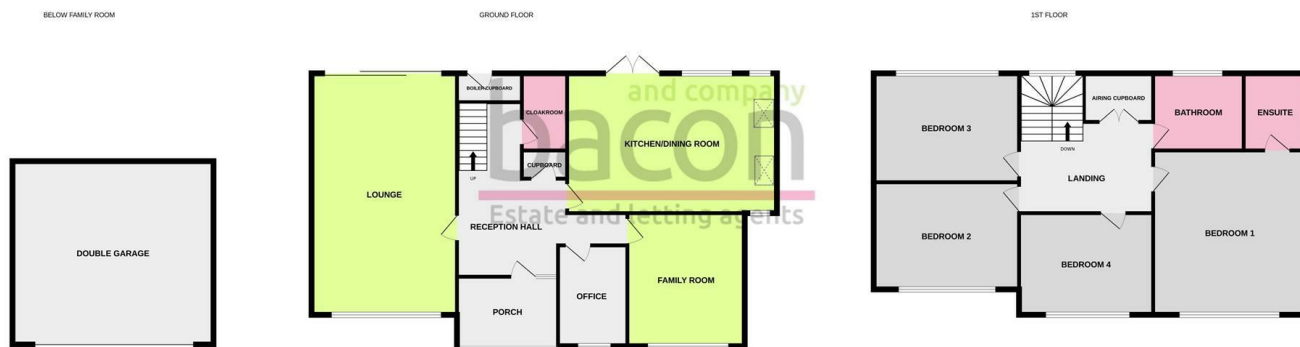 BELOW FAMILY ROOM
GROUND FLOOR
1ST FLOOR
DOUBLE GARAGE
LOUNGE
BOILER CUPBOARD
CLOAKROOM
CUPBOARD
UP
KITCHEN/DINING ROOM
RECEPTION HALL
PORCH
OFFICE
FAMILY ROOM
bacon
and company
Estate and letting agents
BEDROOM 3
AIRING CUPBOARD
BATHROOM
ENSUITE
DOWN
LANDING
BEDROOM 2
BEDROOM 4
BEDROOM 1